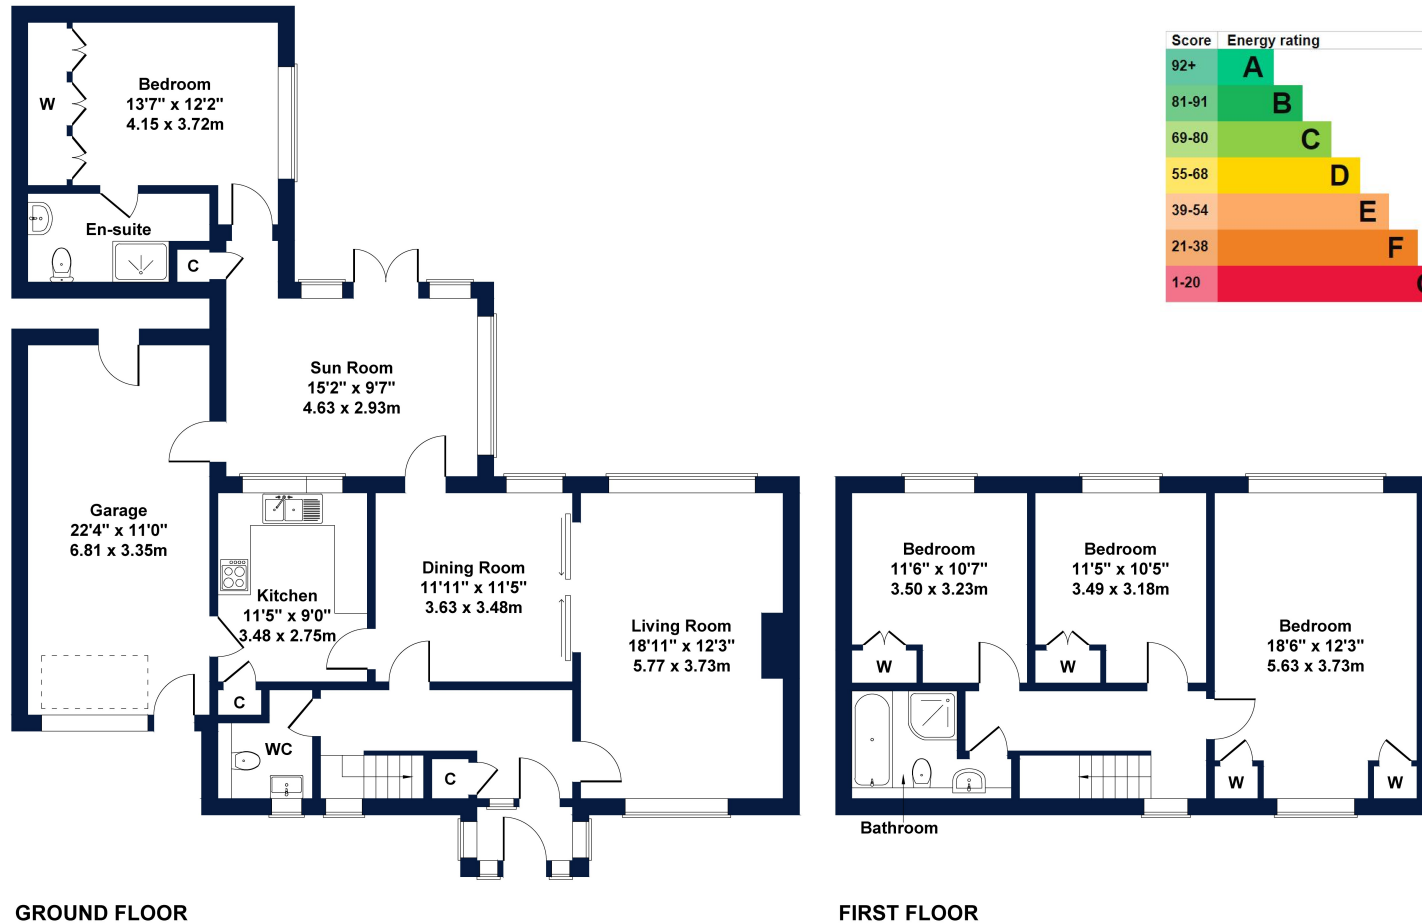 Score Energy rating
92+ A
81-91 B
69-80 C
55-68 D
39-54 E
21-38 F
1-20
Bedroom
13'7" x 12'2"
4.15 x 3.72m
W
En-suite
C
Sun Room
15'2" x 9'7"
4.63 x 2.93m
Garage
22'4" x 11'0"
6.81 x 3.35m
Kitchen
11'5" x 9'0"
3.48 x 2.75m
Dining Room
11'11" x 11'5"
3.63 x 3.48m
Living Room
18'11" x 12'3"
5.77 x 3.73m
C
WC
C
Bedroom
11'6" x 10'7"
3.50 x 3.23m
W
Bedroom
11'5" x 10'5"
3.49 x 3.18m
W
Bedroom
18'6" x 12'3"
5.63 x 3.73m
W
W
Bathroom
GROUND FLOOR
FIRST FLOOR